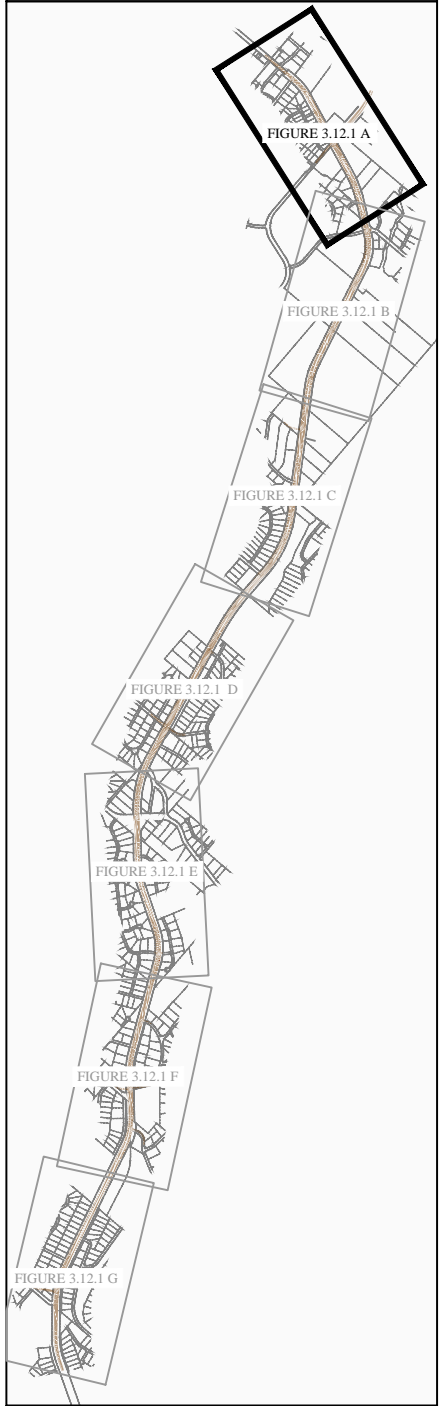 FIGURE 3.12.1 A
FIGURE 3.12.1 B
FIGURE 3.12.1 C
FIGURE 3.12.1 D
FIGURE 3.12.1 E
FIGURE 3.12.1 F
FIGURE 3.12.1 G